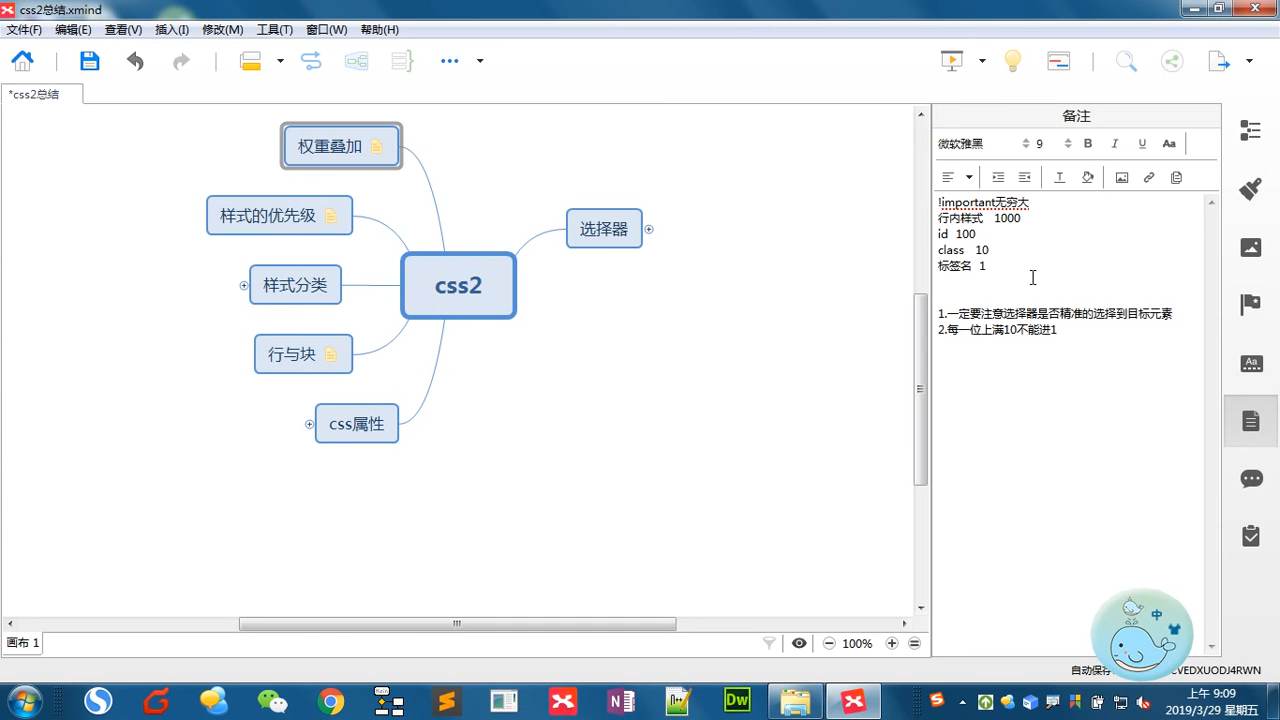 css2总结.xmind
文件(F) 编辑(E) 查看(V) 插入(I) 修改(M) 工具(T) 窗口(W) 帮助(H)
*css2总结
权重叠加
样式的优先级
样式分类
行与块
css属性
css2
选择器
备注
微软雅黑 9 B I U Aa
!important无穷大
行内样式 1000
id 100
class 10
标签名 1
1.一定要注意选择器是否精准的选择到目标元素
2.每一位上满10不能进1
中
画布 1
100%
自动保存
VEDXUODJ4RWN
Dw
上午 9:09
2019/3/29 星期五